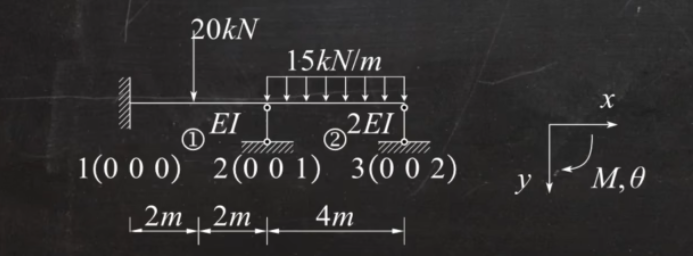 20kN
15kN/m
x
① EI ② 2EI
1(0 0 0) 2(0 0 1) 3(0 0 2) y M,θ
2m 2m 4m